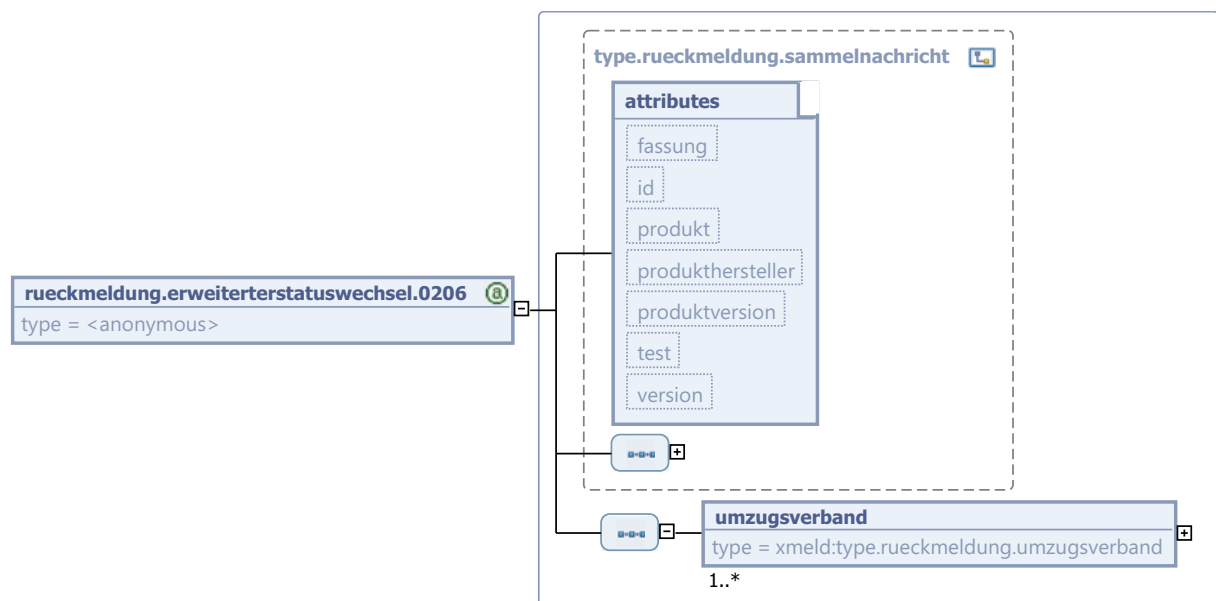 type.rueckmeldung.sammelnachricht
attributes
fassung
id
produkt
produkthersteller
produktversion
test
version
rueckmeldung.erweiterterstatuswechsel.0206
type = <anonymous>
umzugsverband
type = xmeld:type.rueckmeldung.umzugsverband
1..*